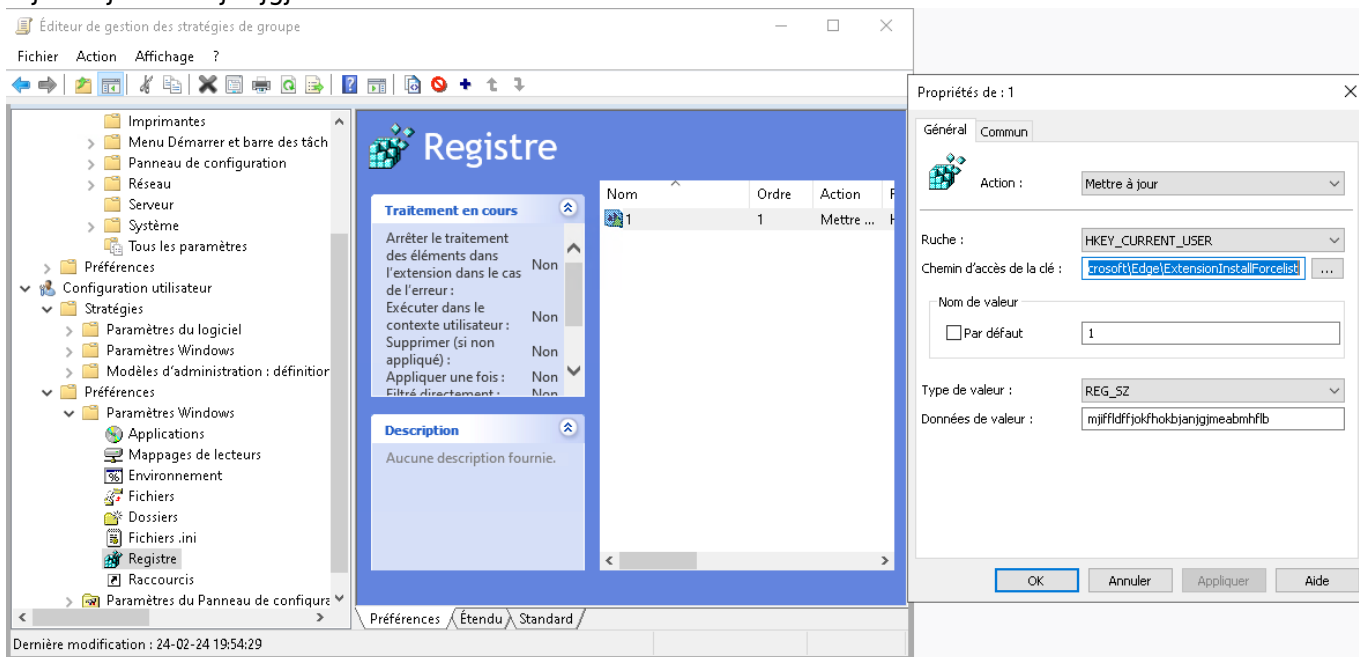 Éditeur de gestion des stratégies de groupe
Fichier Action Affichage ?
Imprimantes
Menu Démarrer et barre des tâch
Panneau de configuration
Réseau
Serveur
Système
Tous les paramètres
Préférences
Configuration utilisateur
Stratégies
Paramètres du logiciel
Paramètres Windows
Modèles d'administration : définition
Préférences
Paramètres Windows
Applications
Mappages de lecteurs
Environnement
Fichiers
Dossiers
Fichiers .ini
Registre
Raccourcis
Paramètres du Panneau de configura
Registre
Traitement en cours
Arrêter le traitement
des éléments dans
l'extension dans le cas Non
de l'erreur :
Exécuter dans le
contexte utilisateur : Non
Supprimer (si non
appliqué) : Non
Appliquer une fois : Non
Filtré directement : Non
Description
Aucune description fournie.
Nom Ordre Action
1 1 Mettre ...
Préférences Étendu Standard
Dernière modification : 24-02-24 19:54:29
Propriétés de : 1
Général Commun
Action : Mettre à jour
Ruche : HKEY_CURRENT_USER
Chemin d'accès de la clé : crosoft\Edge\ExtensionInstallForcelist ...
Nom de valeur
Par défaut 1
Type de valeur : REG_SZ
Données de valeur : mjiffldffjokfhokbjanjgjmeabmhflb
OK Annuler Appliquer Aide